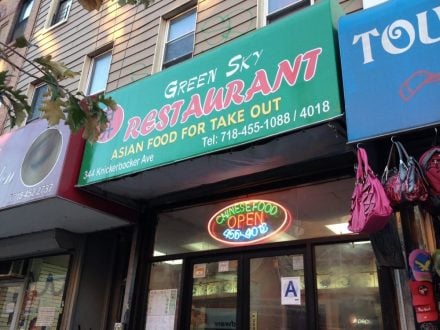 GREEN SKY
RESTAURANT
ASIAN FOOD FOR TAKE OUT
Tel: 718-455-1088 / 4018
344 Knickerbocker Ave
TOU
CHINESE FOOD
OPEN
A